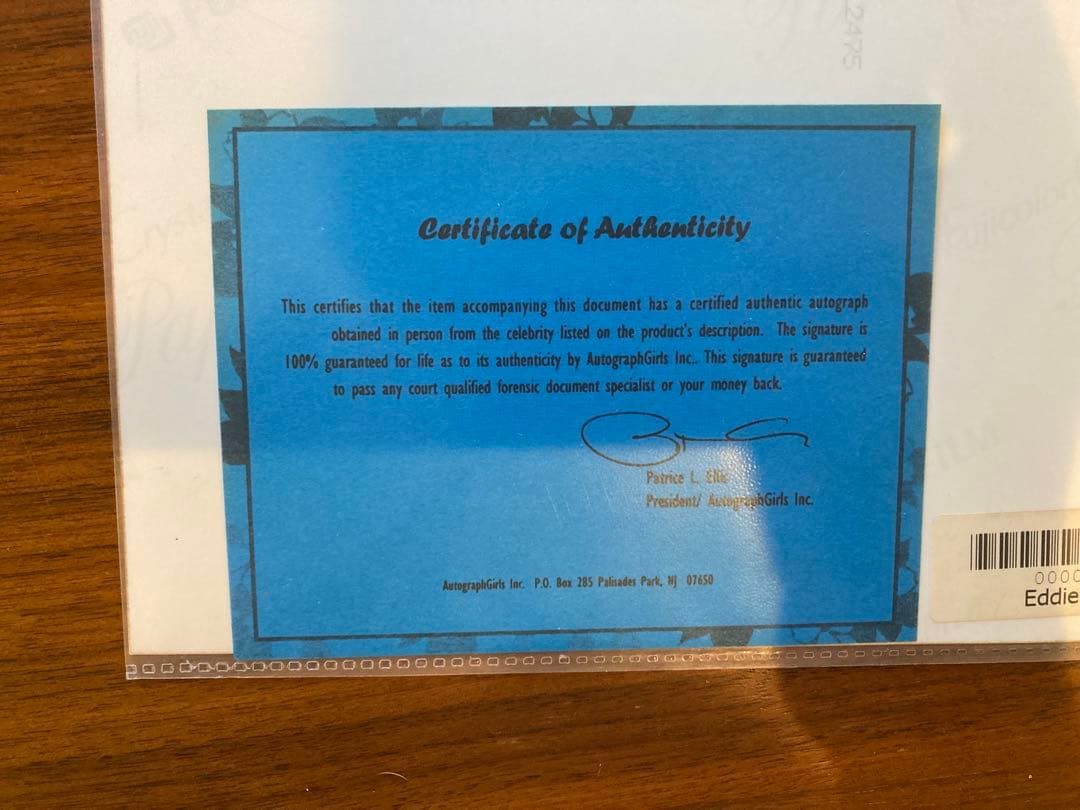 2475
Certificate of Authenticity
This certifies that the item accompanying this document has a certified authentic autograph
obtained in person from the celebrity listed on the product's description. The signature is
100% guaranteed for life as to its authenticity by AutographGirls Inc.. This signature is guaranteed
to pass any court qualified forensic document specialist or your money back.
Patrice L.
President/ AutographGirls Inc.
AutographGirls Inc. P.O. Box 285 Palisades Park, NJ 07650
0000
Eddie